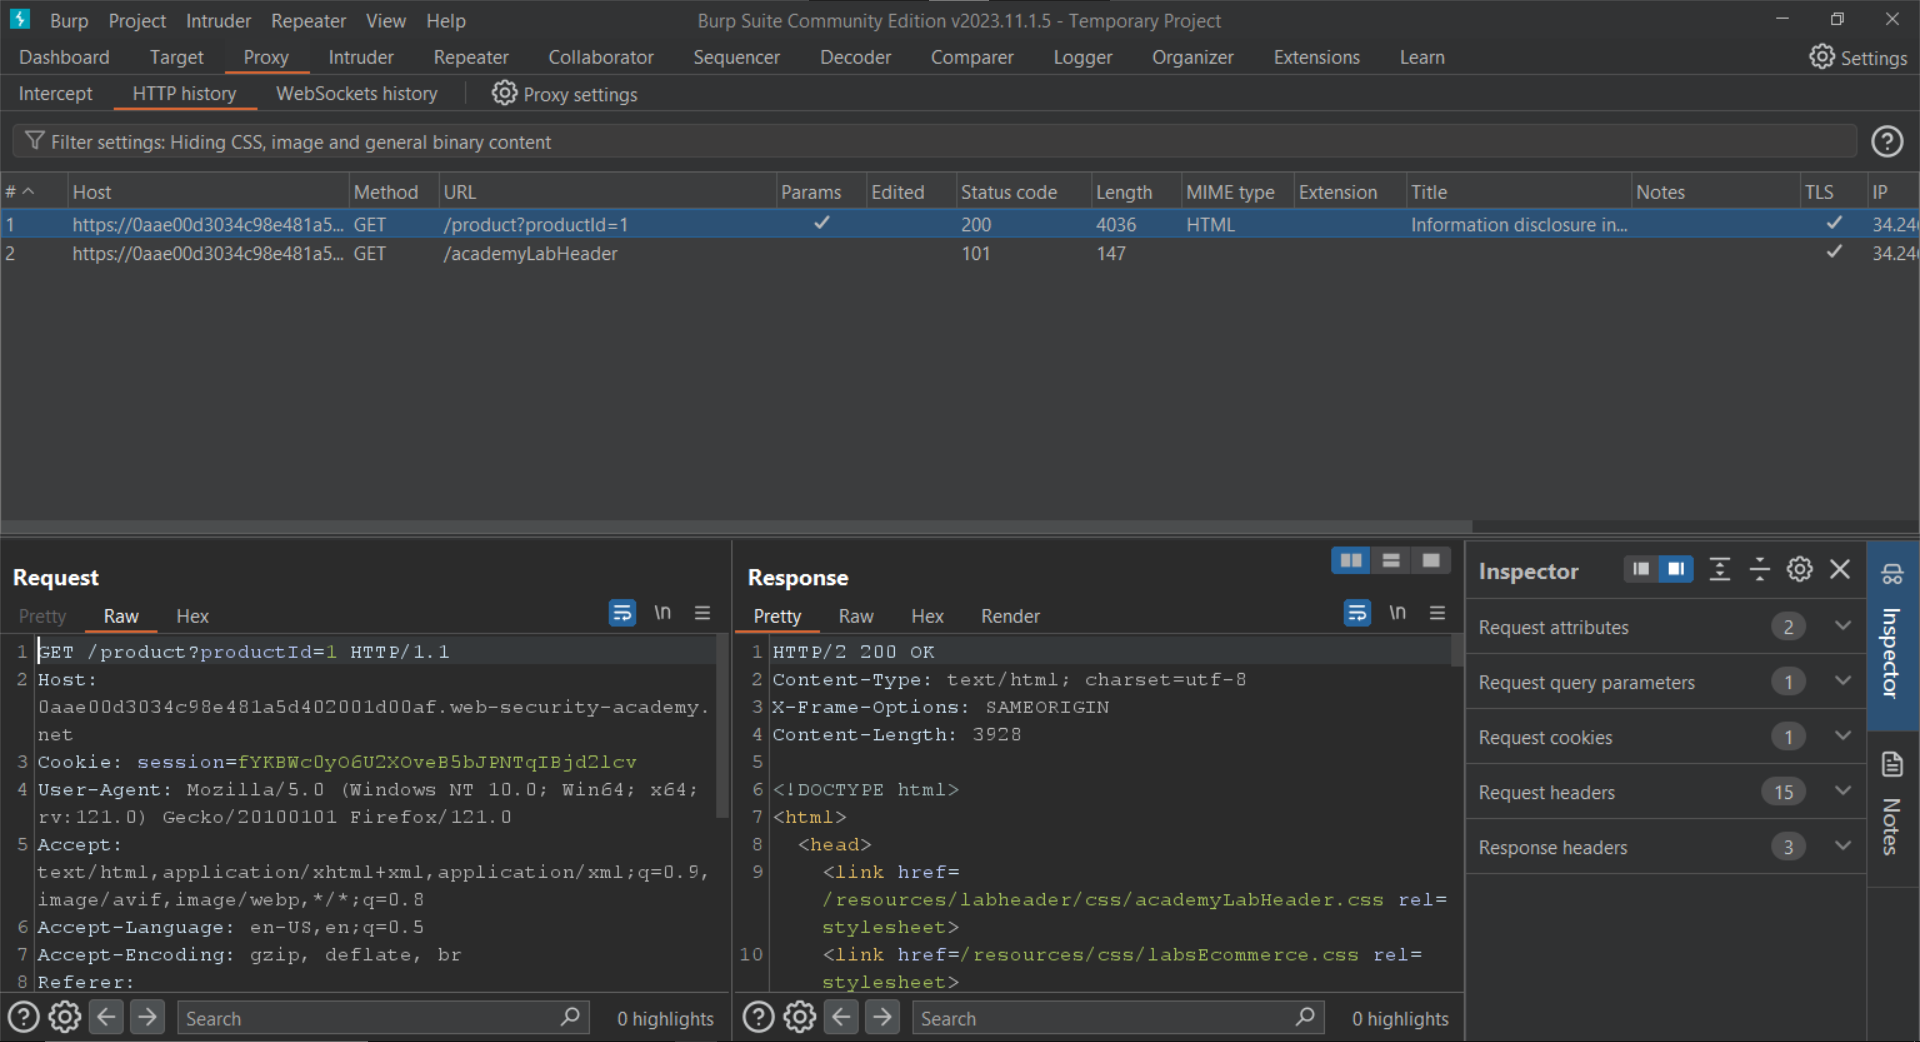 Burp Project Intruder Repeater View Help Burp Suite Community Edition v2023.11.1.5 - Temporary Project
Dashboard Target Proxy Intruder Repeater Collaborator Sequencer Decoder Comparer Logger Organizer Extensions Learn Settings
Intercept HTTP history WebSockets history Proxy settings
Filter settings: Hiding CSS, image and general binary content
# Host Method URL Params Edited Status code Length MIME type Extension Title Notes TLS IP
1 https://0aae00d3034c98e481a5... GET /product?productId=1 ✓ 200 4036 HTML Information disclosure in... ✓ 34.246
2 https://0aae00d3034c98e481a5... GET /academyLabHeader 101 147 ✓ 34.246
Request
Pretty Raw Hex \n
1 GET /product?productId=1 HTTP/1.1
2 Host:
0aae00d3034c98e481a5d402001d00af.web-security-academy.
net
3 Cookie: session=fYKBWc0yO6U2XOveB5bJPNTqIBjd2lcv
4 User-Agent: Mozilla/5.0 (Windows NT 10.0; Win64; x64;
rv:121.0) Gecko/20100101 Firefox/121.0
5 Accept:
text/html,application/xhtml+xml,application/xml;q=0.9,
image/avif,image/webp,*/*;q=0.8
6 Accept-Language: en-US,en;q=0.5
7 Accept-Encoding: gzip, deflate, br
8 Referer:
Search 0 highlights
Response
Pretty Raw Hex Render \n
1 HTTP/2 200 OK
2 Content-Type: text/html; charset=utf-8
3 X-Frame-Options: SAMEORIGIN
4 Content-Length: 3928
5
6 <!DOCTYPE html>
7 <html>
8 <head>
9 <link href=
/resources/labheader/css/academyLabHeader.css rel=
stylesheet>
10 <link href=/resources/css/labsEcommerce.css rel=
stylesheet>
Search 0 highlights
Inspector
Request attributes 2
Request query parameters 1
Request cookies 1
Request headers 15
Response headers 3
Inspector
Notes